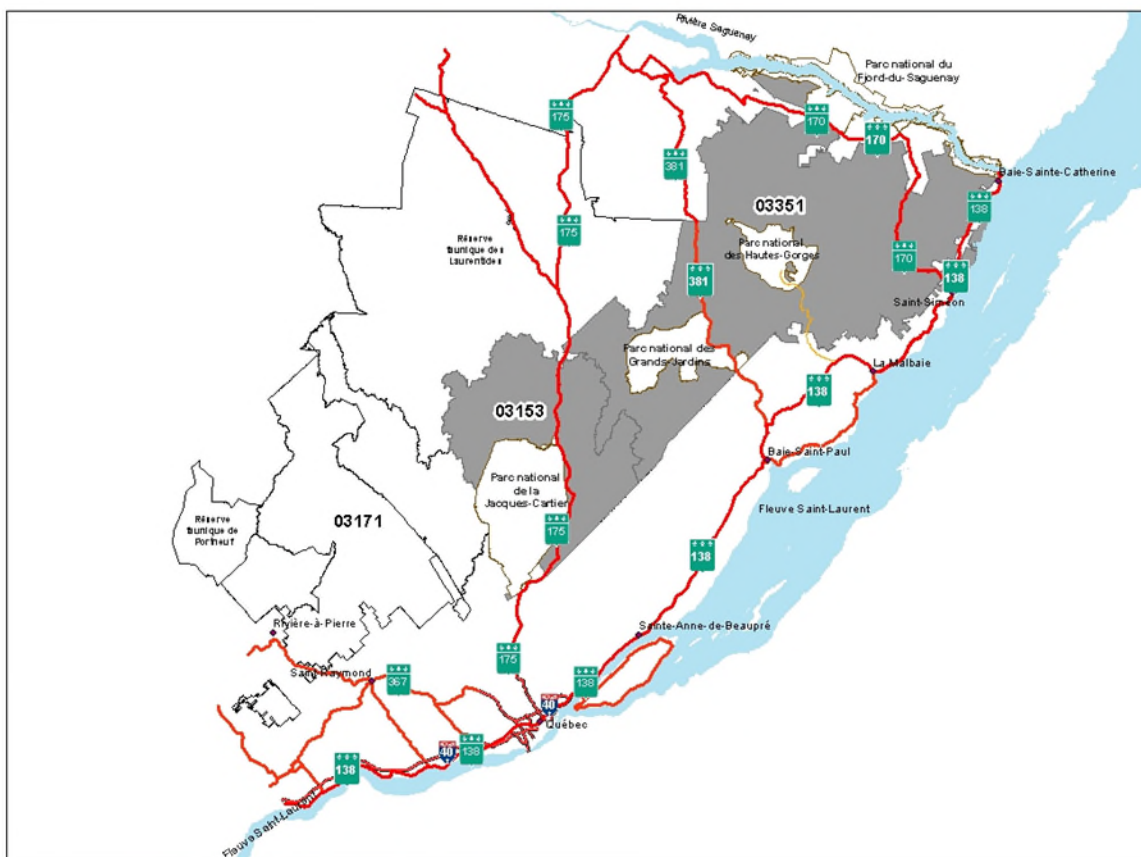 Rivière Saguenay
Parc national du
Fjord-du-Saguenay
175
170
170
381
Baie-Sainte-Catherine
03351
138
175
Réserve
faunique des
Laurentides
Parc national
des Hautes-Gorges
170
138
381
Saint-Siméon
Parc national des
Grands-Jardins
La Malbaie
138
03153
Baie-Saint-Paul
Parc national
de la
Jacques-Cartier
Fleuve Saint-Laurent
Réserve
faunique de
Portneuf
03171
175
138
Rivière-à-Pierre
Sainte-Anne-de-Beaupré
175
Saint-Raymond
367
138
40
Québec
40
138
138
Fleuve Saint-Laurent